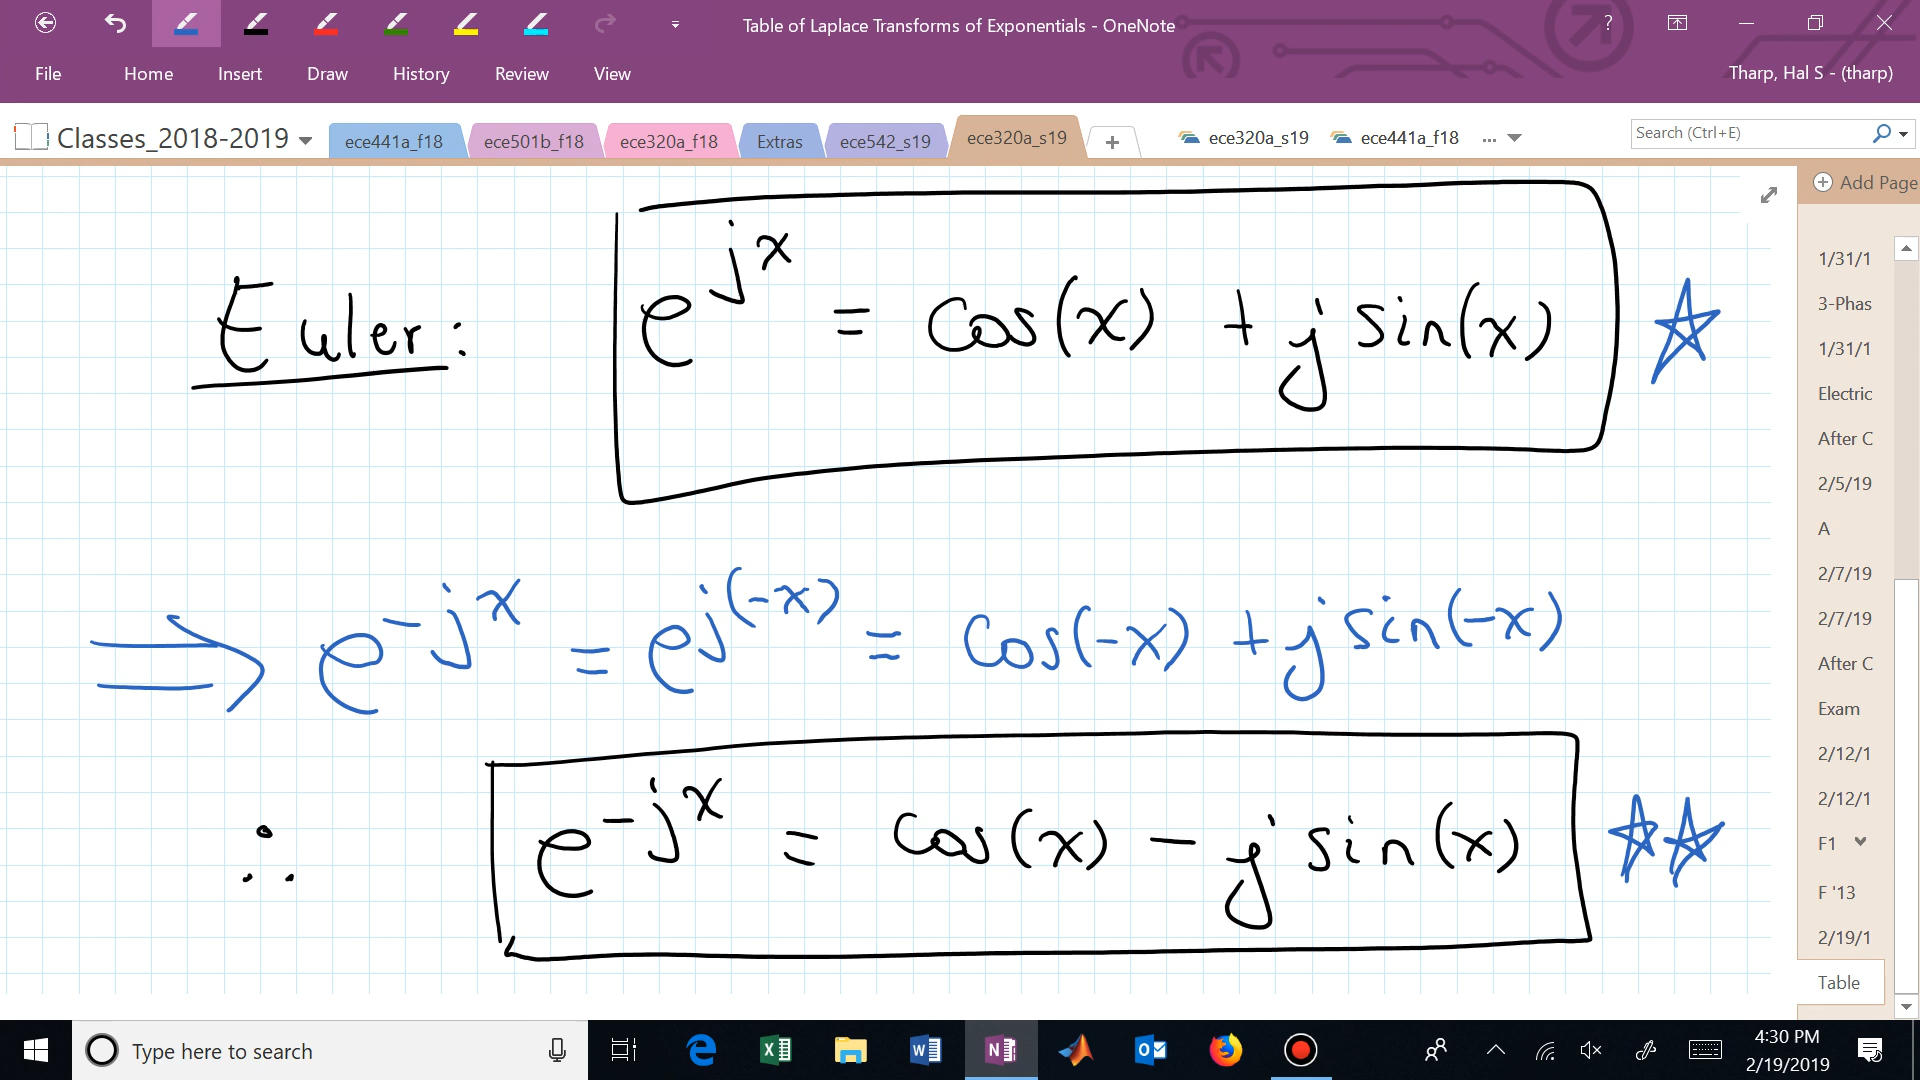 Table of Laplace Transforms of Exponentials - OneNote
?
File Home Insert Draw History Review View
Tharp, Hal S - (tharp)
Classes_2018-2019
ece441a_f18 ece501b_f18 ece320a_f18 Extras ece542_s19 ece320a_s19 + ece320a_s19 ece441a_f18 ...
Search (Ctrl+E)
Add Page
1/31/1
3-Phas
1/31/1
Electric
After C
2/5/19
A
2/7/19
2/7/19
After C
Exam
2/12/1
2/12/1
F1
F '13
2/19/1
Table
Euler: e^{jx} = cos(x) + j sin(x) ☆
⇒ e^{-jx} = e^{j(-x)} = cos(-x) + j sin(-x)
∴ e^{-jx} = cos(x) - j sin(x) ☆☆
Type here to search
4:30 PM
2/19/2019